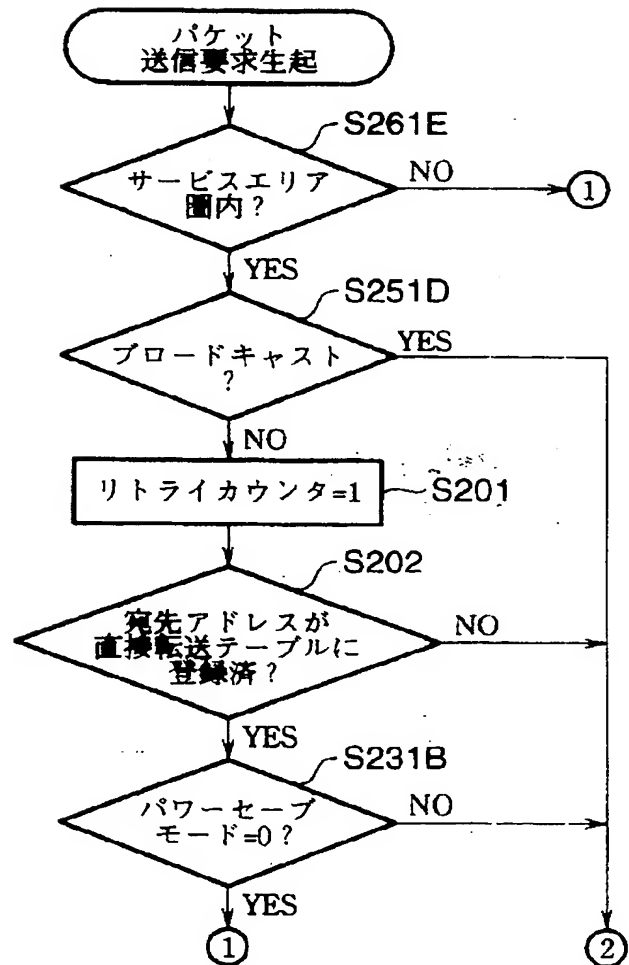 パケット
送信要求生起
S261E
サービスエリア
圏内？
NO
①
YES
S251D
ブロードキャスト
？
YES
NO
リトライカウンタ=1
S201
S202
宛先アドレスが
直接転送テーブルに
登録済？
NO
YES
S231B
パワーセーブ
モード=0？
NO
YES
①
②